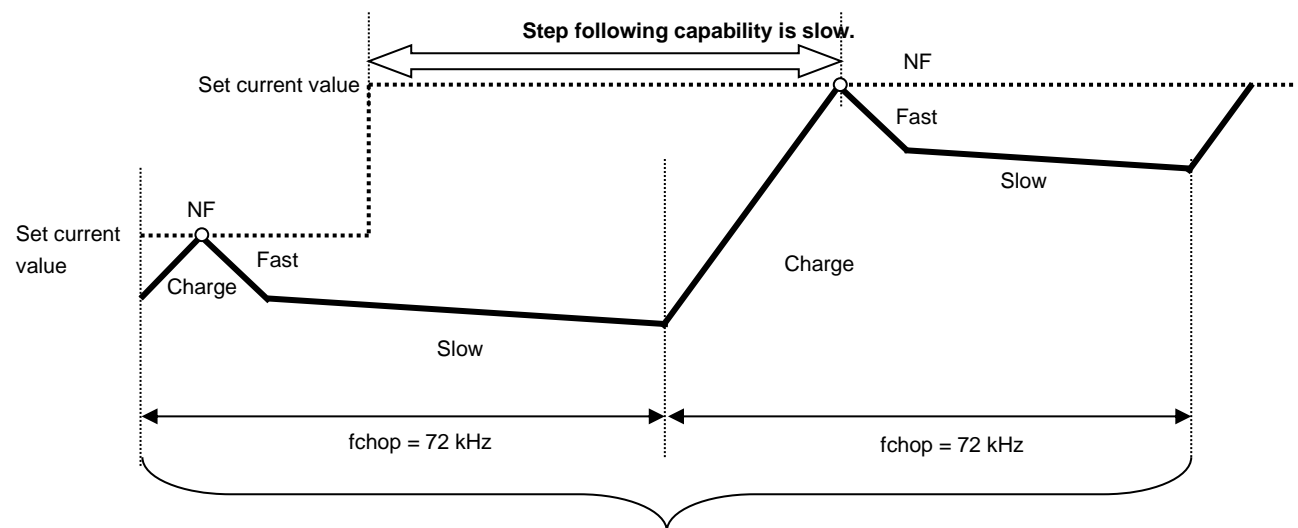 Step following capability is slow.
NF
Set current value
Fast
Slow
NF
Set current
value
Fast
Charge
Charge
Slow
fchop = 72 kHz
fchop = 72 kHz